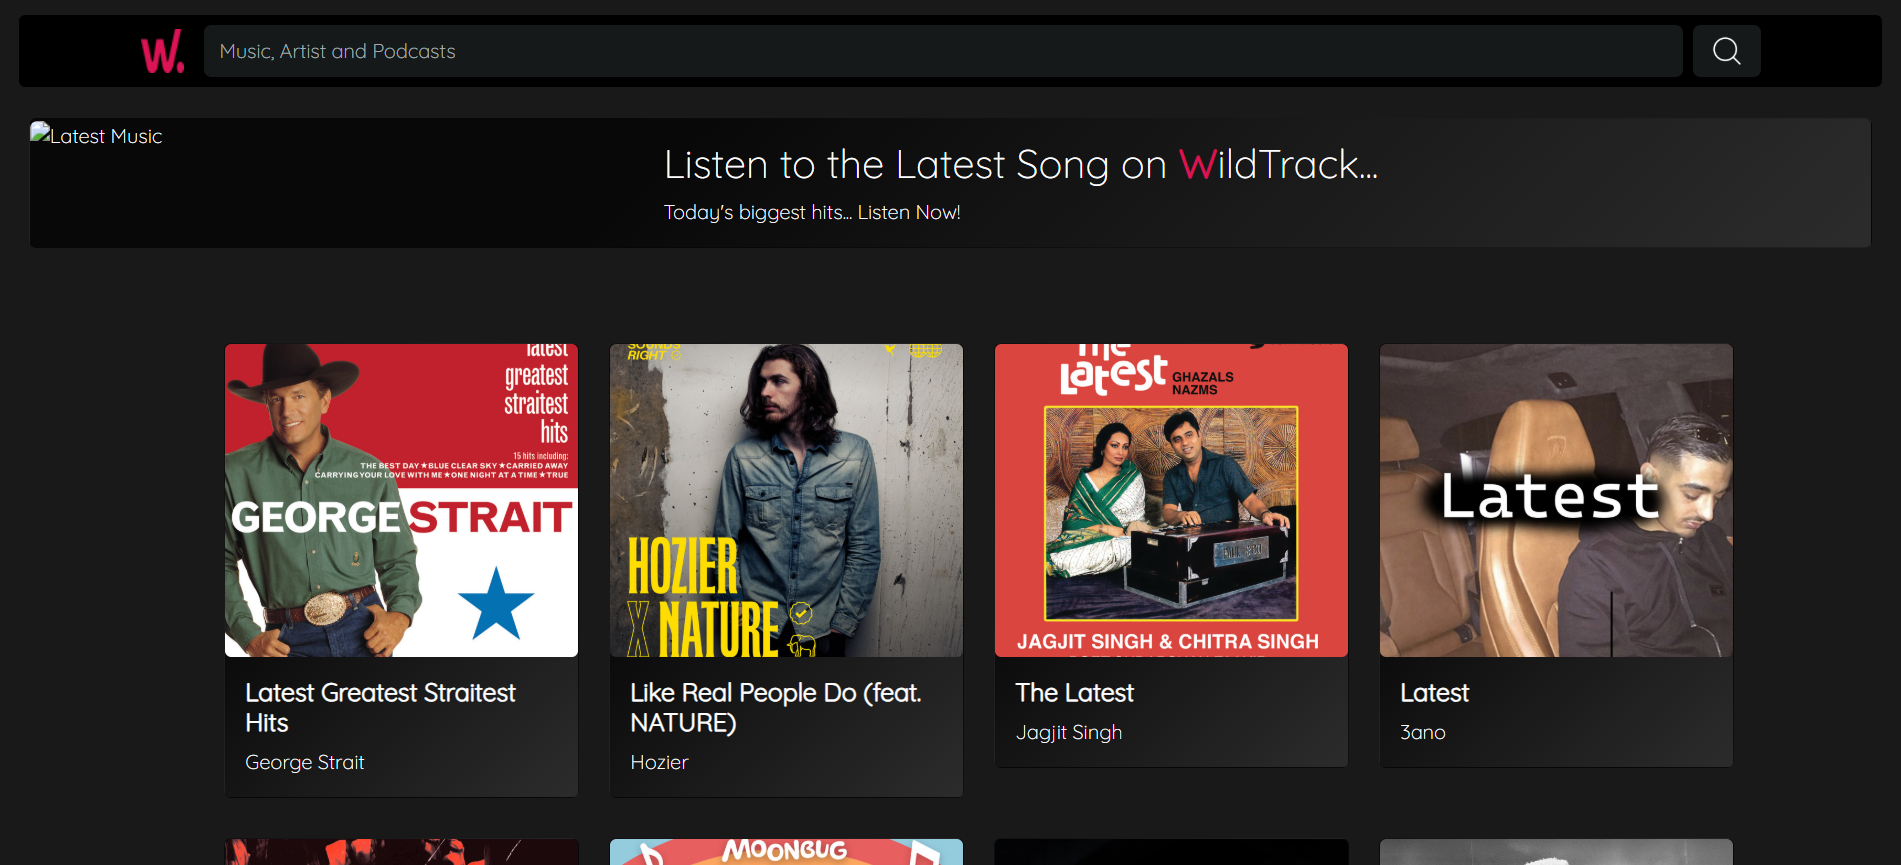 W.
Music, Artist and Podcasts
Latest Music
Listen to the Latest Song on WildTrack...
Today's biggest hits... Listen Now!
latest
greatest
straitest
hits
15 hits including:
THE BEST DAY ★ BLUE CLEAR SKY ★ CARRIED AWAY
CARRYING YOUR LOVE WITH ME ★ ONE NIGHT AT A TIME ★ TRUE
GEORGE STRAIT
Latest Greatest Straitest
Hits
George Strait
SOUNDS
RIGHT
HOZIER
X NATURE
Like Real People Do (feat.
NATURE)
Hozier
The
Latest GHAZALS
NAZMS
JAGJIT SINGH & CHITRA SINGH
The Latest
Jagjit Singh
Latest
Latest
3ano
MOONBUG